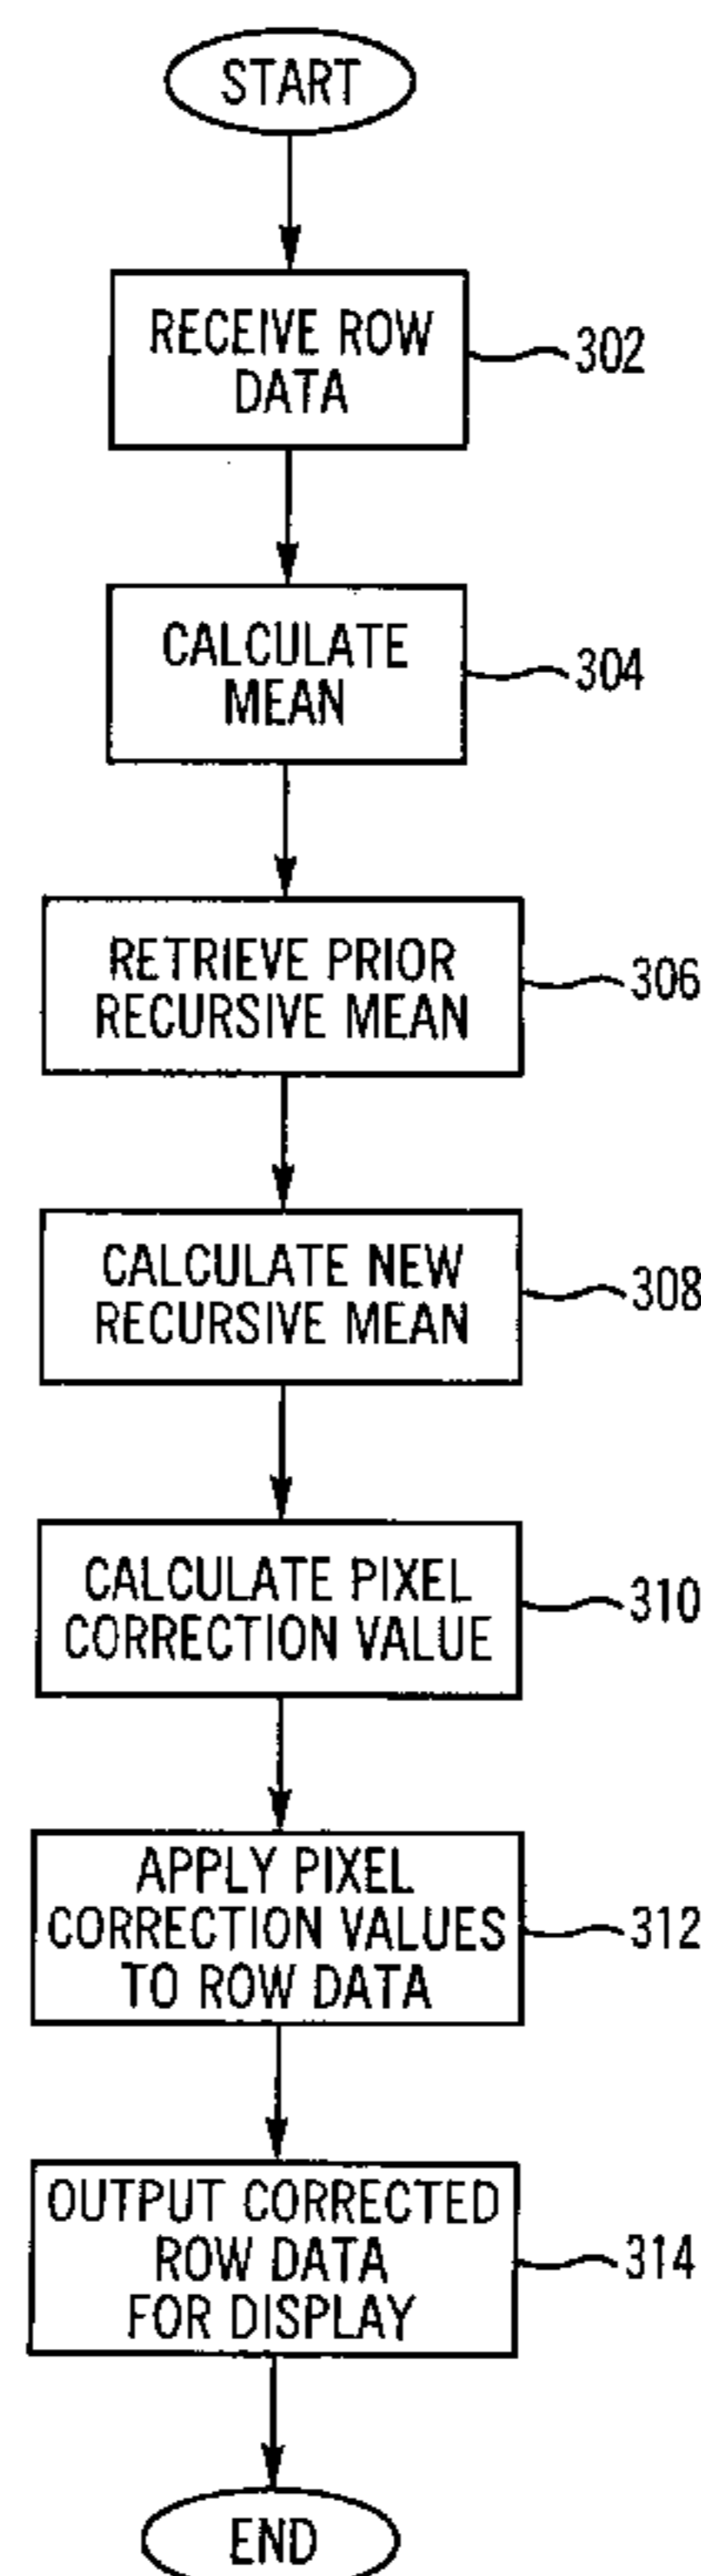 START
RECEIVE ROW
DATA
302
CALCULATE
MEAN
304
RETRIEVE PRIOR
RECURSIVE MEAN
306
CALCULATE NEW
RECURSIVE MEAN
308
CALCULATE PIXEL
CORRECTION VALUE
310
APPLY PIXEL
CORRECTION VALUES
TO ROW DATA
312
OUTPUT CORRECTED
ROW DATA
FOR DISPLAY
314
END